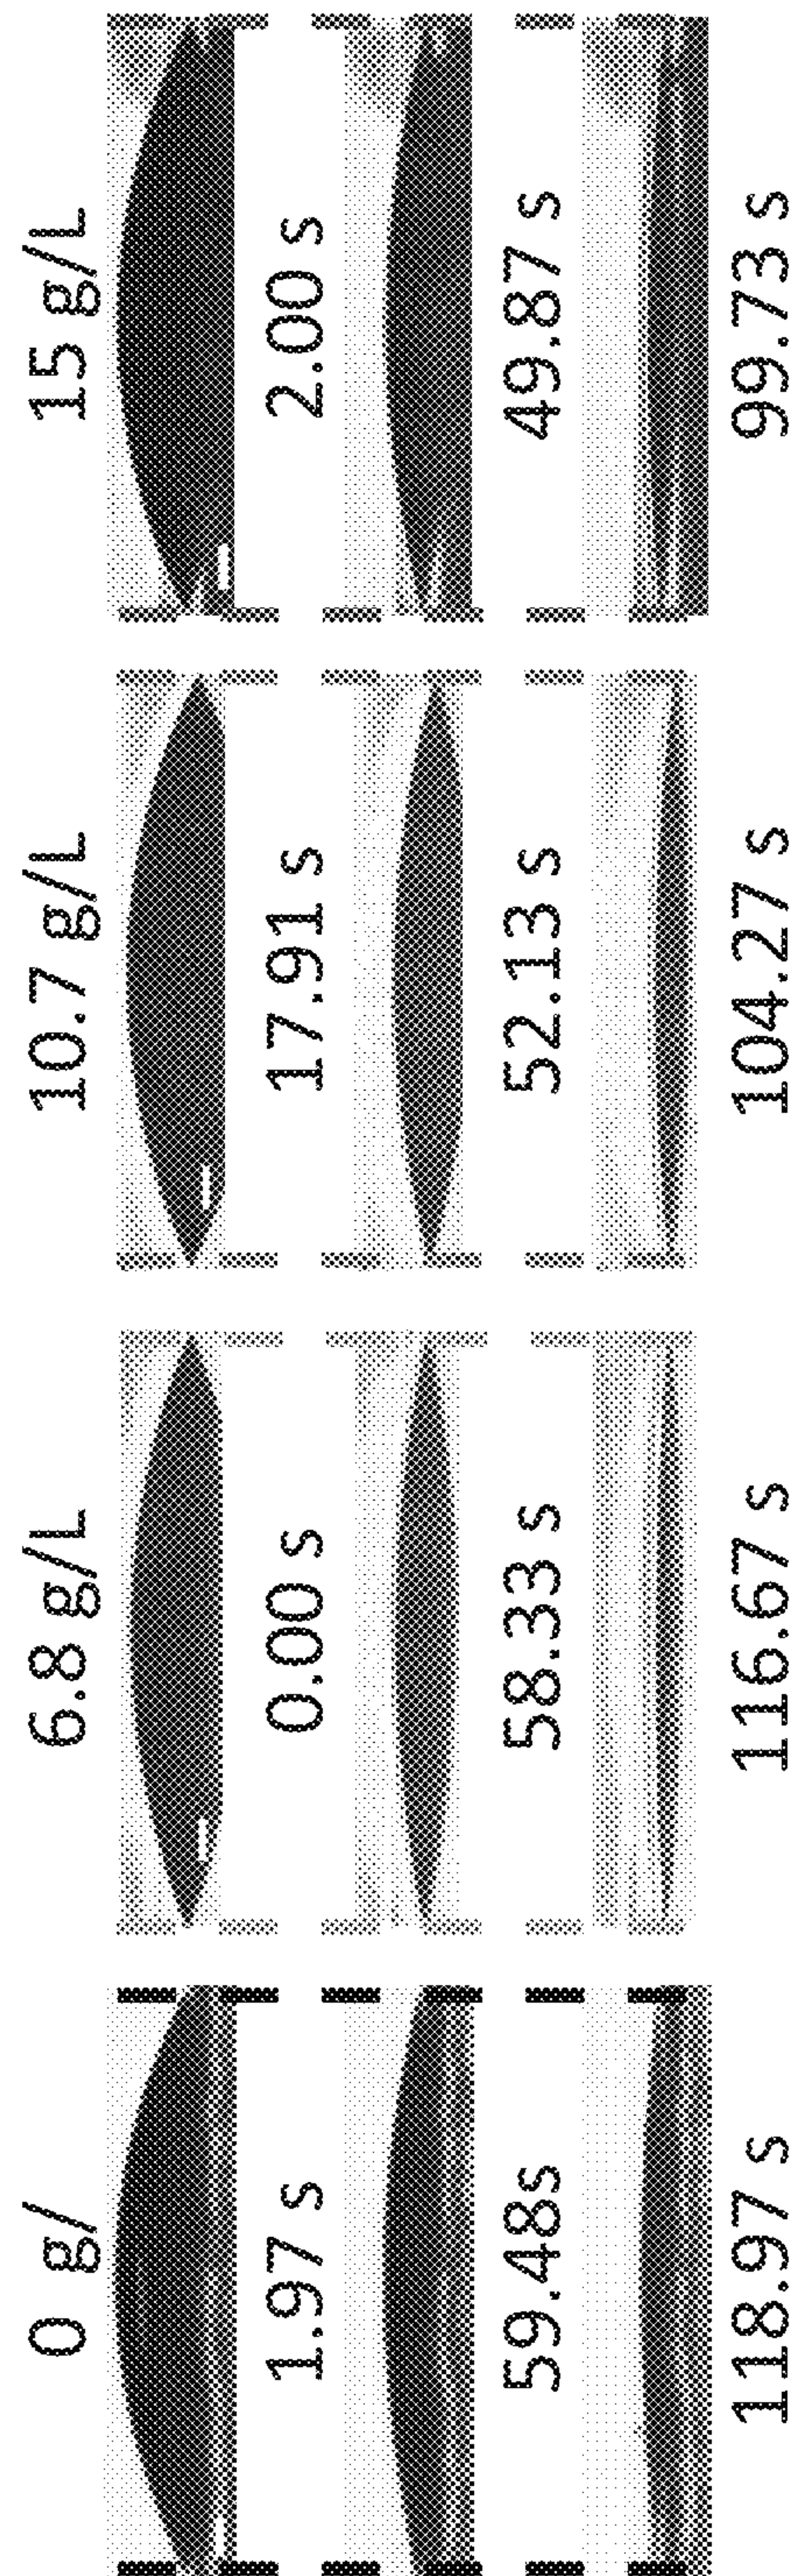 0 g/
6.8 g/L
10.7 g/L
15 g/L
1.97 s
0.00 s
17.91 s
2.00 s
59.48s
58.33 s
52.13 s
49.87 s
118.97 s
116.67 s
104.27 s
99.73 s